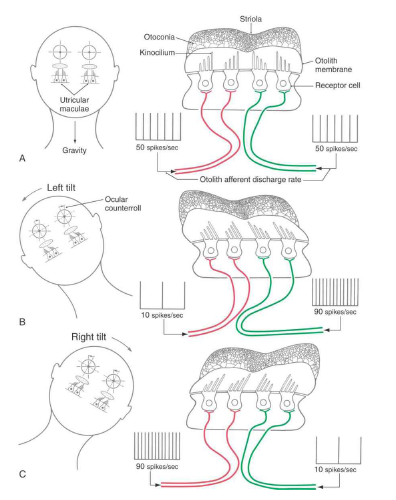 Striola
Otoconia
Kinocilium
Otolith
membrane
Receptor cell
Utricular
maculae
Gravity
50 spikes/sec
50 spikes/sec
Otolith afferent discharge rate
A
Left tilt
Ocular
counterroll
10 spikes/sec
90 spikes/sec
B
Right tilt
90 spikes/sec
10 spikes/sec
C